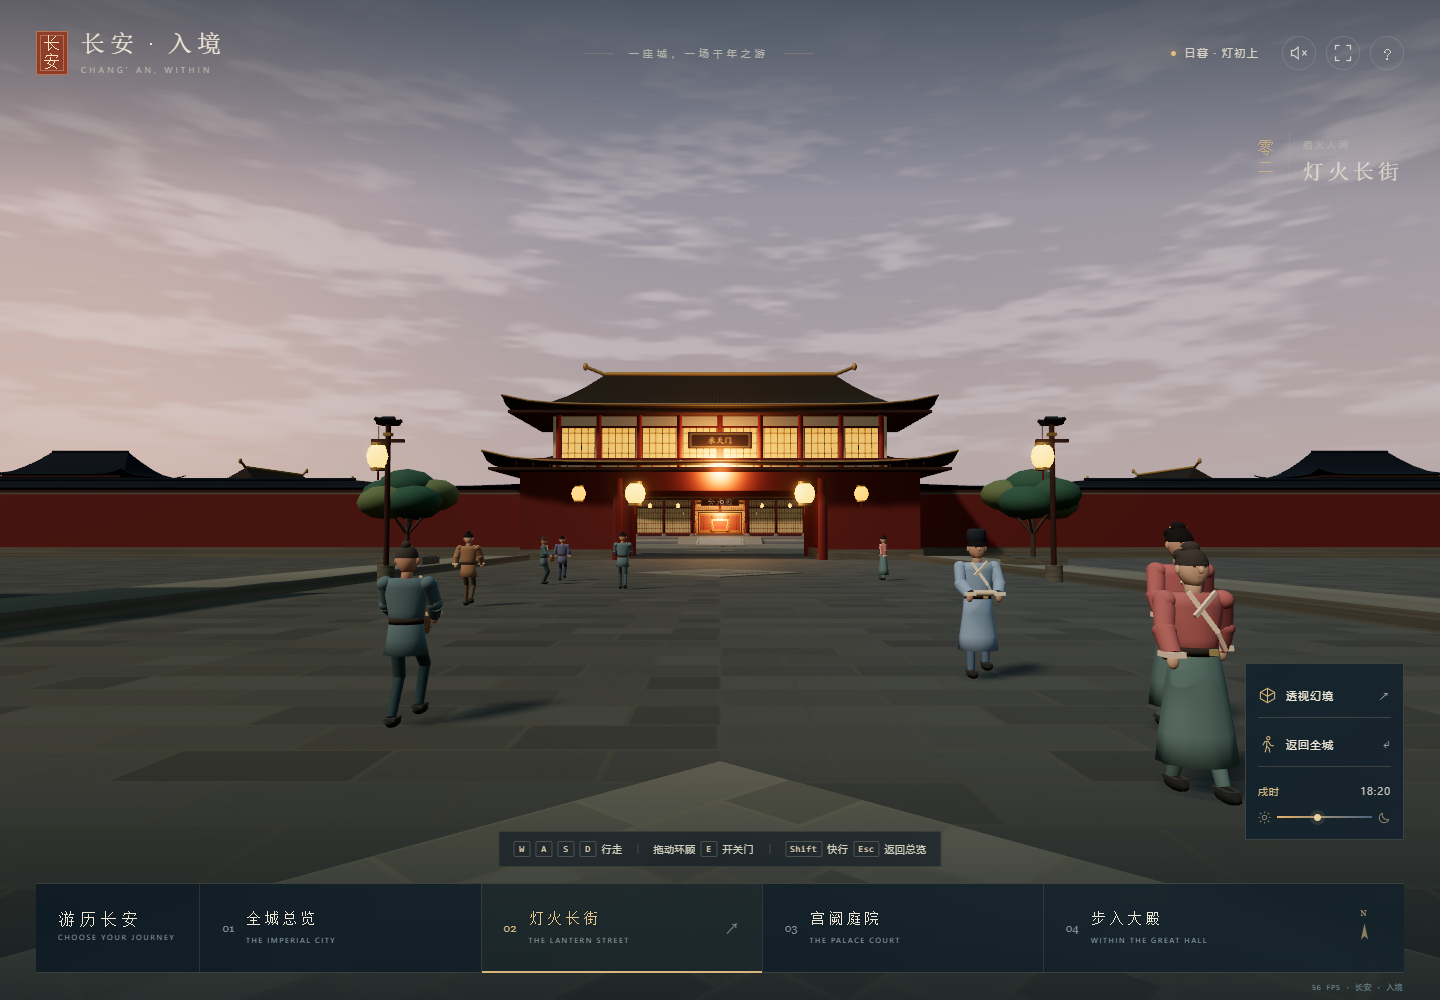 长安
长安 · 入境
CHANG' AN, WITHIN
一座城，一场千年之游
日暮 · 灯初上
?
零二
灯火人间
灯火长街
承天门
透视幻境
返回全城
戌时 18:20
W A S D 行走 | 拖动环顾 E 开关门 | Shift 快行 Esc 返回总览
游历长安
CHOOSE YOUR JOURNEY
01 全城总览
THE IMPERIAL CITY
02 灯火长街
THE LANTERN STREET
03 宫阙庭院
THE PALACE COURT
04 步入大殿
WITHIN THE GREAT HALL
N
56 FPS · 长安 · 入境